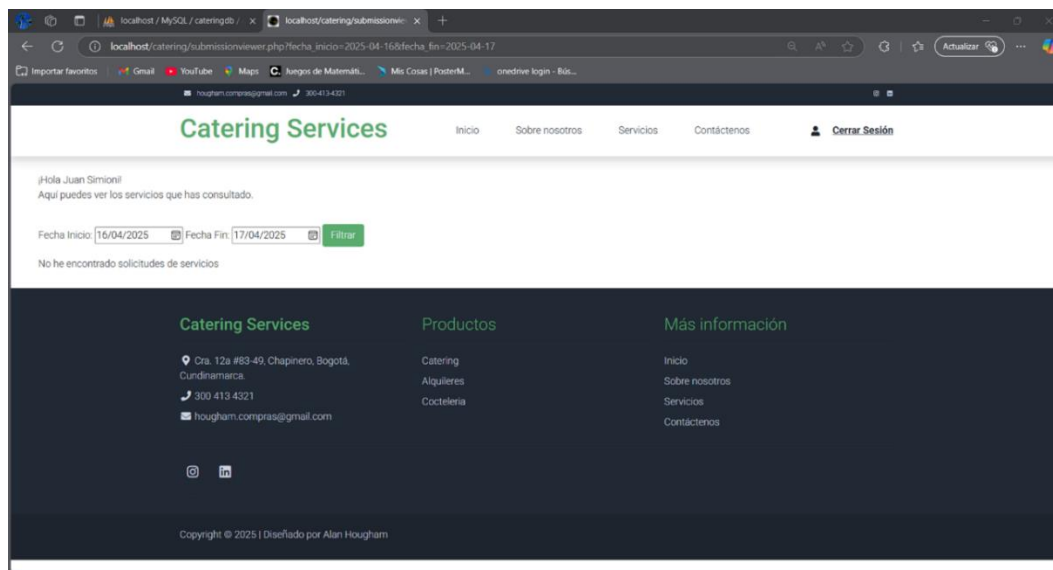 localhost / MySQL / cateringdb /
localhost/catering/submissionvie
localhost/catering/submissionviewer.php?fecha_inicio=2025-04-16&fecha_fin=2025-04-17
Actualizar
Importar favoritos
Gmail
YouTube
Maps
Juegos de Matemáti...
Mis Cosas | PosterM...
onedrive login - Bús...
hougham.compras@gmail.com 300-413-4321
Catering Services
Inicio
Sobre nosotros
Servicios
Contáctenos
Cerrar Sesión
¡Hola Juan Simioni!
Aquí puedes ver los servicios que has consultado.
Fecha Inicio: 16/04/2025 Fecha Fin: 17/04/2025 Filtrar
No he encontrado solicitudes de servicios
Catering Services
Cra. 12a #83-49, Chapinero, Bogotá,
Cundinamarca.
300 413 4321
hougham.compras@gmail.com
Productos
Catering
Alquileres
Cocteleria
Más información
Inicio
Sobre nosotros
Servicios
Contáctenos
Copyright © 2025 | Diseñado por Alan Hougham